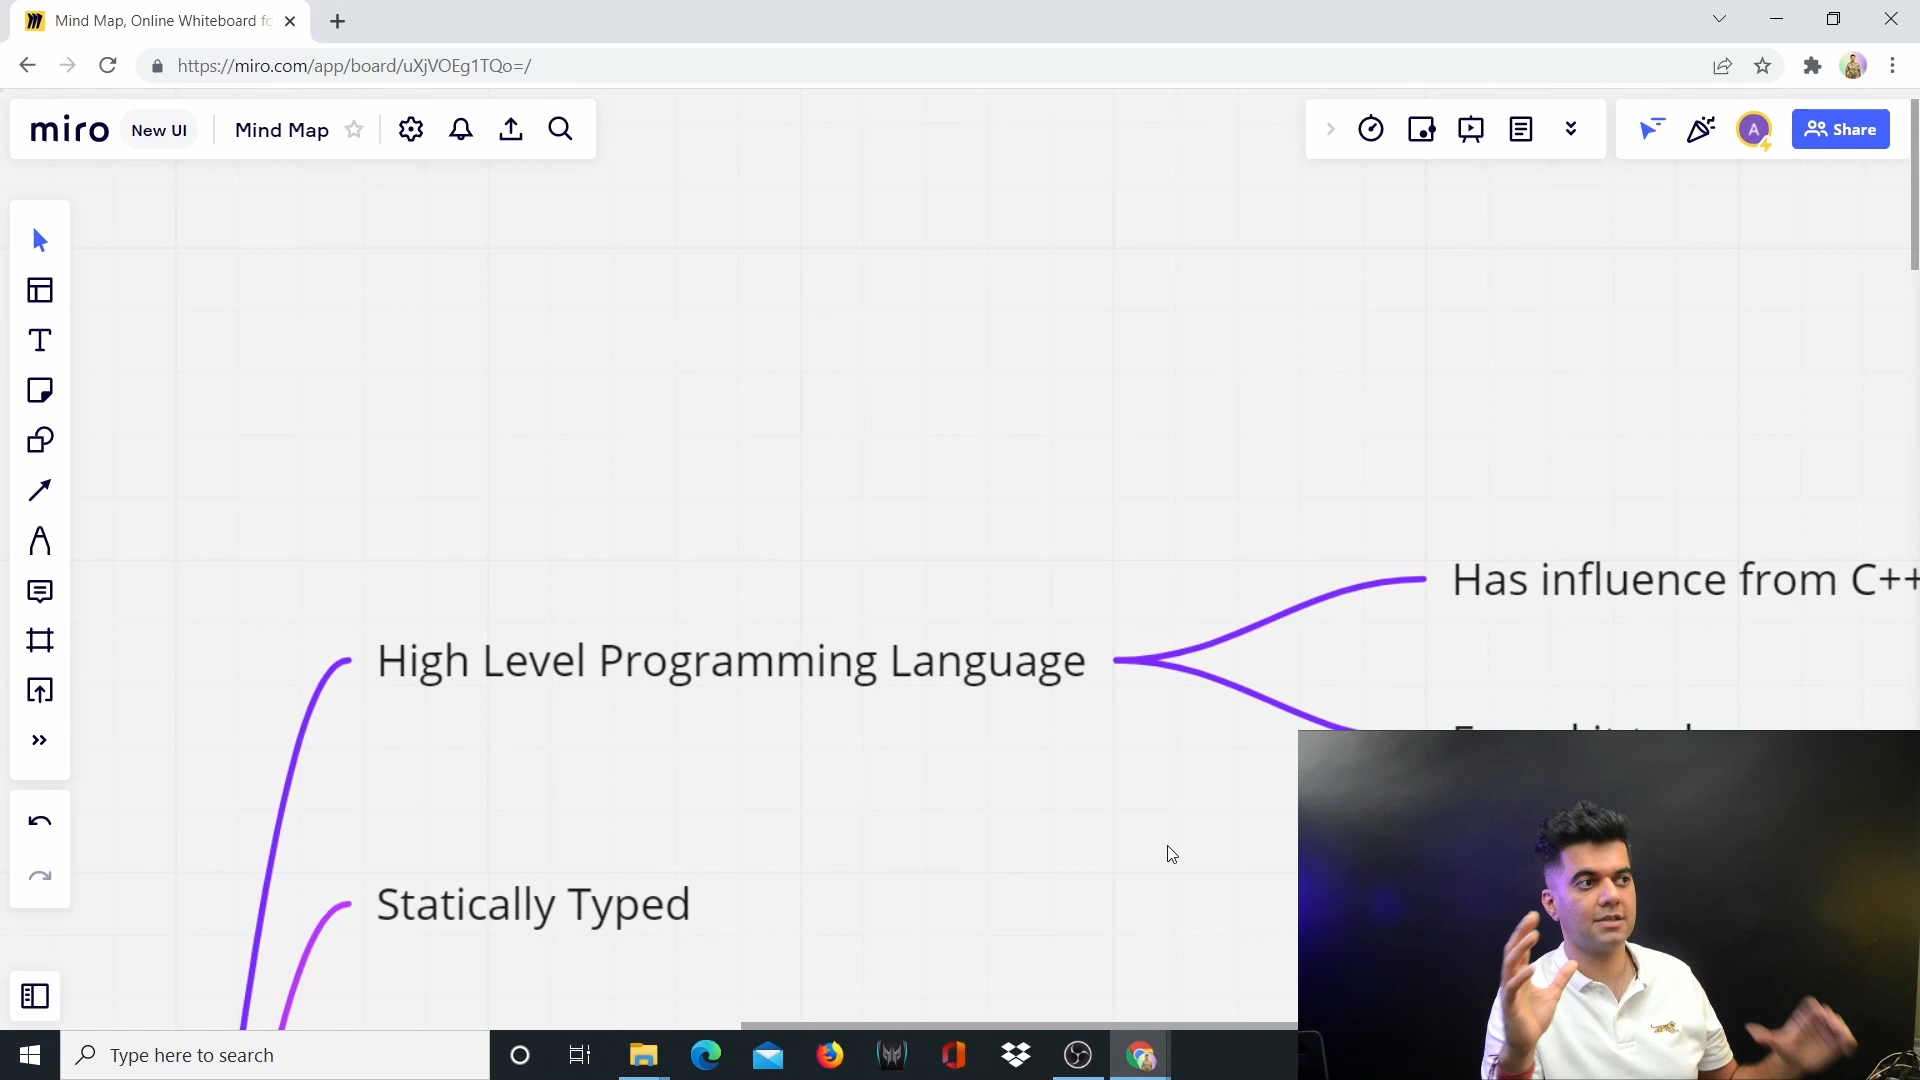 Mind Map, Online Whiteboard fo
https://miro.com/app/board/uXjVOEg1TQo=/
miro New UI Mind Map
A Share
Has influence from C++
High Level Programming Language
Statically Typed
Type here to search